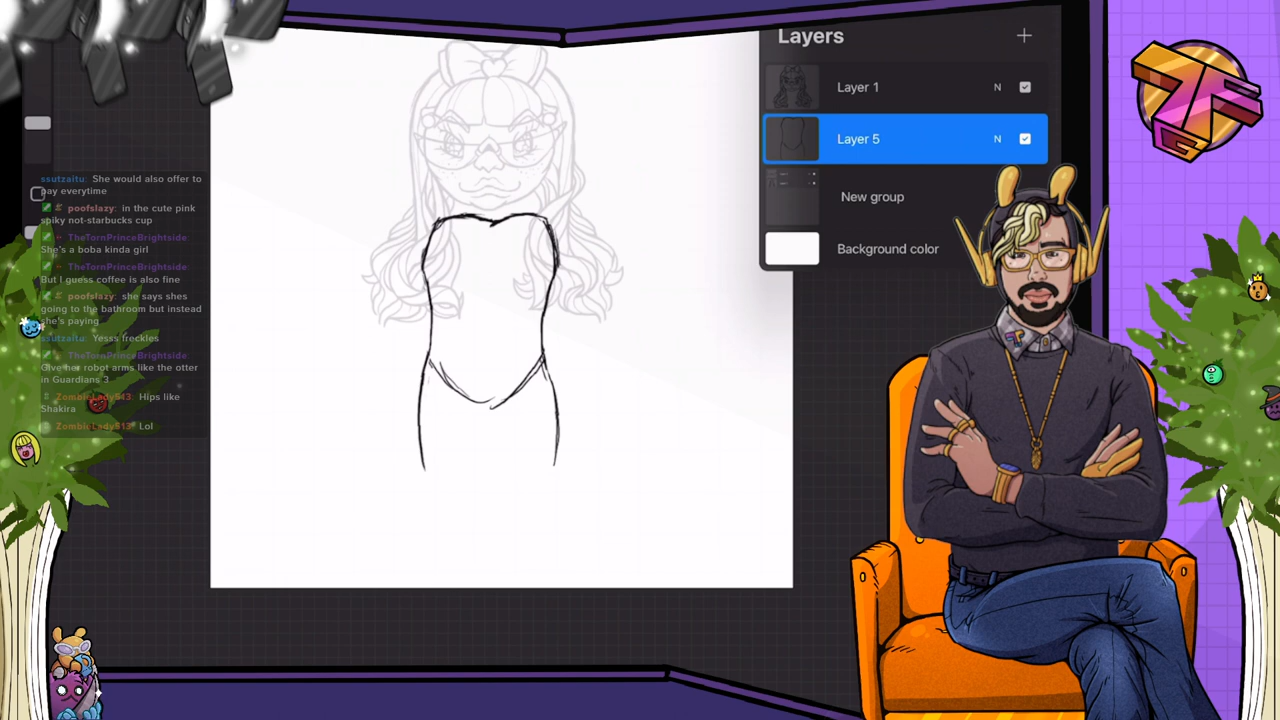 Layers
Layer 1
N
Layer 5
N
New group
Background color
ssutzaitu: She would also offer to
pay everytime
poofslazy: in the cute pink
spiky not-starbucks cup
TheTornPrinceBrightside:
She's a boba kinda girl
TheTornPrinceBrightside:
But I guess coffee is also fine
poofslazy: she says shes
going to the bathroom but instead
she's paying
ssutzaitu: Yesss freckles
TheTornPrinceBrightside:
Give her robot arms like the otter
in Guardians 3
ZombieLady513: Hips like
Shakira
ZombieLady513: Lol